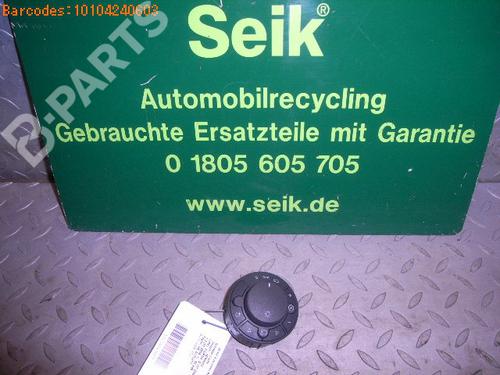 Barcodes:10104240603
B-PARTS
Seik®
Automobilrecycling
Gebrauchte Ersatzteile mit Garantie
0 1805 605 705
www.seik.de